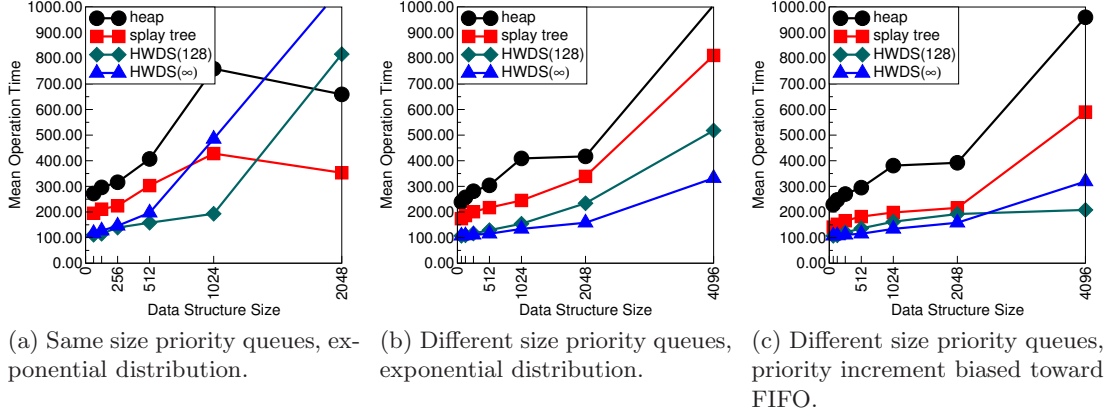 1000.00
900.00
800.00
700.00
600.00
500.00
400.00
300.00
200.00
100.00
0.00
Mean Operation Time
heap
splay tree
HWDS(128)
HWDS(∞)
0
256
512
1024
2048
Data Structure Size
(a) Same size priority queues, ex-
ponential distribution.
1000.00
900.00
800.00
700.00
600.00
500.00
400.00
300.00
200.00
100.00
0.00
Mean Operation Time
heap
splay tree
HWDS(128)
HWDS(∞)
0
512
1024
2048
4096
Data Structure Size
(b) Different size priority queues,
exponential distribution.
1000.00
900.00
800.00
700.00
600.00
500.00
400.00
300.00
200.00
100.00
0.00
Mean Operation Time
heap
splay tree
HWDS(128)
HWDS(∞)
0
512
1024
2048
4096
Data Structure Size
(c) Different size priority queues,
priority increment biased toward
FIFO.